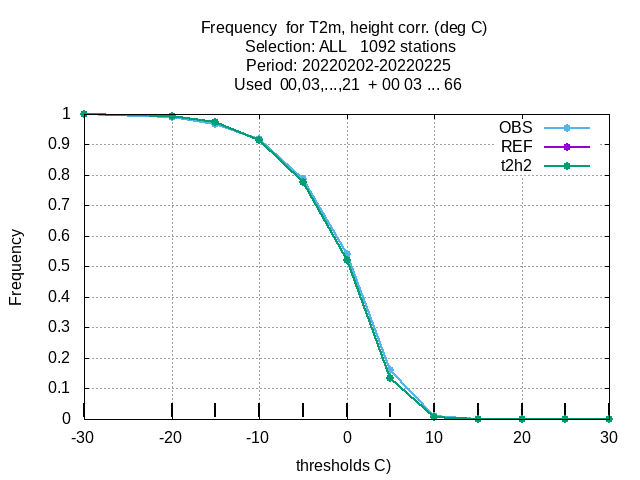 Frequency  for T2m, height corr. (deg C)
Selection: ALL   1092 stations
Period: 20220202-20220225
Used  00,03,...,21  + 00 03 ... 66
OBS
REF
t2h2
Frequency
1
0.9
0.8
0.7
0.6
0.5
0.4
0.3
0.2
0.1
0
-30 -20 -10 0 10 20 30
thresholds C)